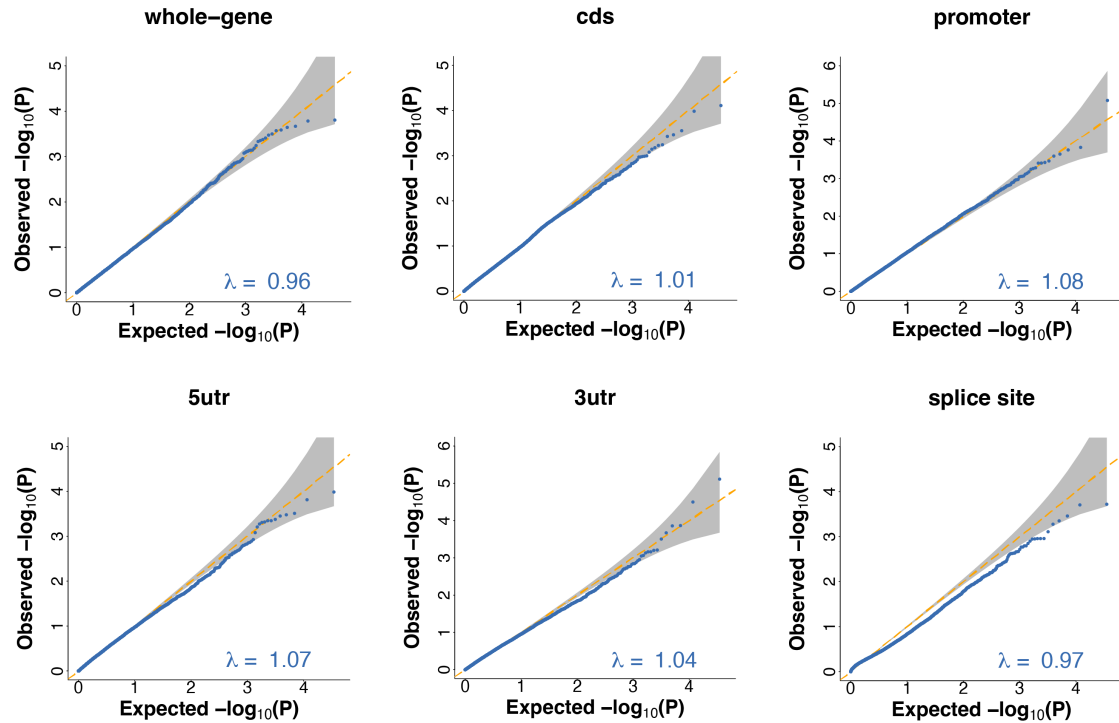 whole−gene
cds
promoter
5
4
3
2
1
0
Observed −log10(P)
λ = 0.96
0 1 2 3 4
Expected −log10(P)
5
4
3
2
1
0
Observed −log10(P)
λ = 1.01
0 1 2 3 4
Expected −log10(P)
6
5
4
3
2
1
0
Observed −log10(P)
λ = 1.08
0 1 2 3 4
Expected −log10(P)
5utr
3utr
splice site
5
4
3
2
1
0
Observed −log10(P)
λ = 1.07
0 1 2 3 4
Expected −log10(P)
6
5
4
3
2
1
0
Observed −log10(P)
λ = 1.04
0 1 2 3 4
Expected −log10(P)
5
4
3
2
1
0
Observed −log10(P)
λ = 0.97
0 1 2 3 4
Expected −log10(P)